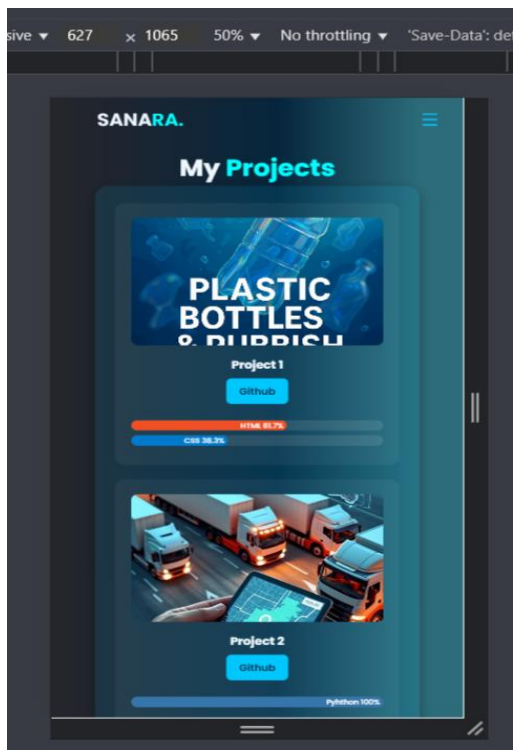 sive 627 × 1065 50% No throttling 'Save-Data': def
SANARA.
My Projects
PLASTIC
BOTTLES
& RUBBISH
Project 1
Github
HTML 61.7%
CSS 38.3%
Project 2
Github
Pyhthon 100%